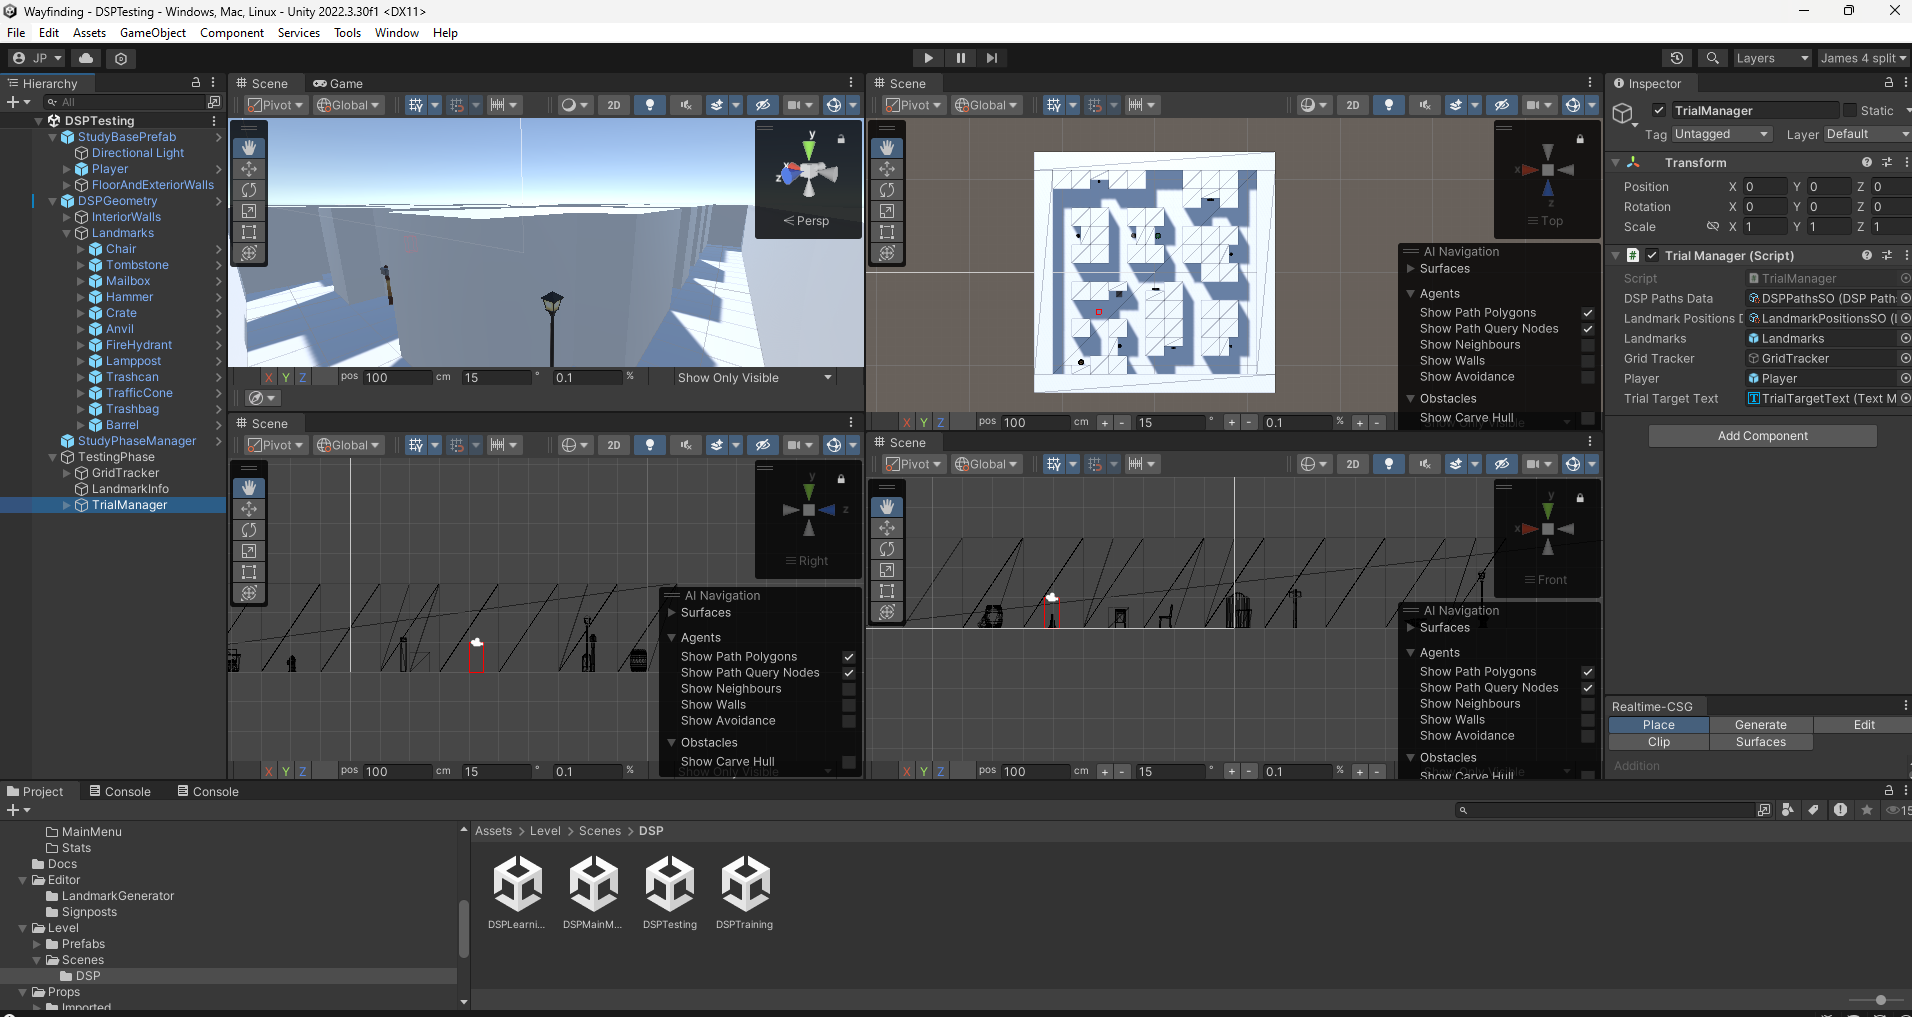 Wayfinding - DSPTesting - Windows, Mac, Linux - Unity 2022.3.30f1 <DX11>
File Edit Assets GameObject Component Services Tools Window Help
JP Layers James 4 split
Hierarchy
All
DSPTesting
StudyBasePrefab
Directional Light
Player
FloorAndExteriorWalls
DSPGeometry
InteriorWalls
Landmarks
Chair
Tombstone
Mailbox
Hammer
Crate
Anvil
FireHydrant
Lamppost
Trashcan
TrafficCone
Trashbag
Barrel
StudyPhaseManager
TestingPhase
GridTracker
LandmarkInfo
TrialManager
Scene Game
Pivot Global 2D
y
x
z
Persp
X Y Z pos 100 cm 15 ° 0.1 % Show Only Visible
Scene
Pivot Global 2D
x
z
Top
AI Navigation
Surfaces
Agents
Show Path Polygons
Show Path Query Nodes
Show Neighbours
Show Walls
Show Avoidance
Obstacles
Show Carve Hull
X Y Z pos 100 cm + - 15 ° + - 0.1 % + -
Scene
Pivot Global 2D
y
z
Right
AI Navigation
Surfaces
Agents
Show Path Polygons
Show Path Query Nodes
Show Neighbours
Show Walls
Show Avoidance
Obstacles
Show Carve Hull
X Y Z pos 100 cm 15 ° 0.1 % Show Only Visible
Scene
Pivot Global 2D
y
x
Front
AI Navigation
Surfaces
Agents
Show Path Polygons
Show Path Query Nodes
Show Neighbours
Show Walls
Show Avoidance
Obstacles
Show Carve Hull
X Y Z pos 100 cm + - 15 ° + - 0.1 % + -
Inspector
TrialManager Static
Tag Untagged Layer Default
Transform
Position X 0 Y 0 Z 0
Rotation X 0 Y 0 Z 0
Scale X 1 Y 1 Z 1
# Trial Manager (Script)
Script TrialManager
DSP Paths Data DSPPathsSO (DSP Path
Landmark Positions D LandmarkPositionsSO (L
Landmarks Landmarks
Grid Tracker GridTracker
Player Player
Trial Target Text TrialTargetText (Text M
Add Component
Realtime-CSG
Place Generate Edit
Clip Surfaces
Addition
Project Console Console
15
MainMenu
Stats
Docs
Editor
LandmarkGenerator
Signposts
Level
Prefabs
Scenes
DSP
Props
Imported
Assets > Level > Scenes > DSP
DSPLearni... DSPMainM... DSPTesting DSPTraining